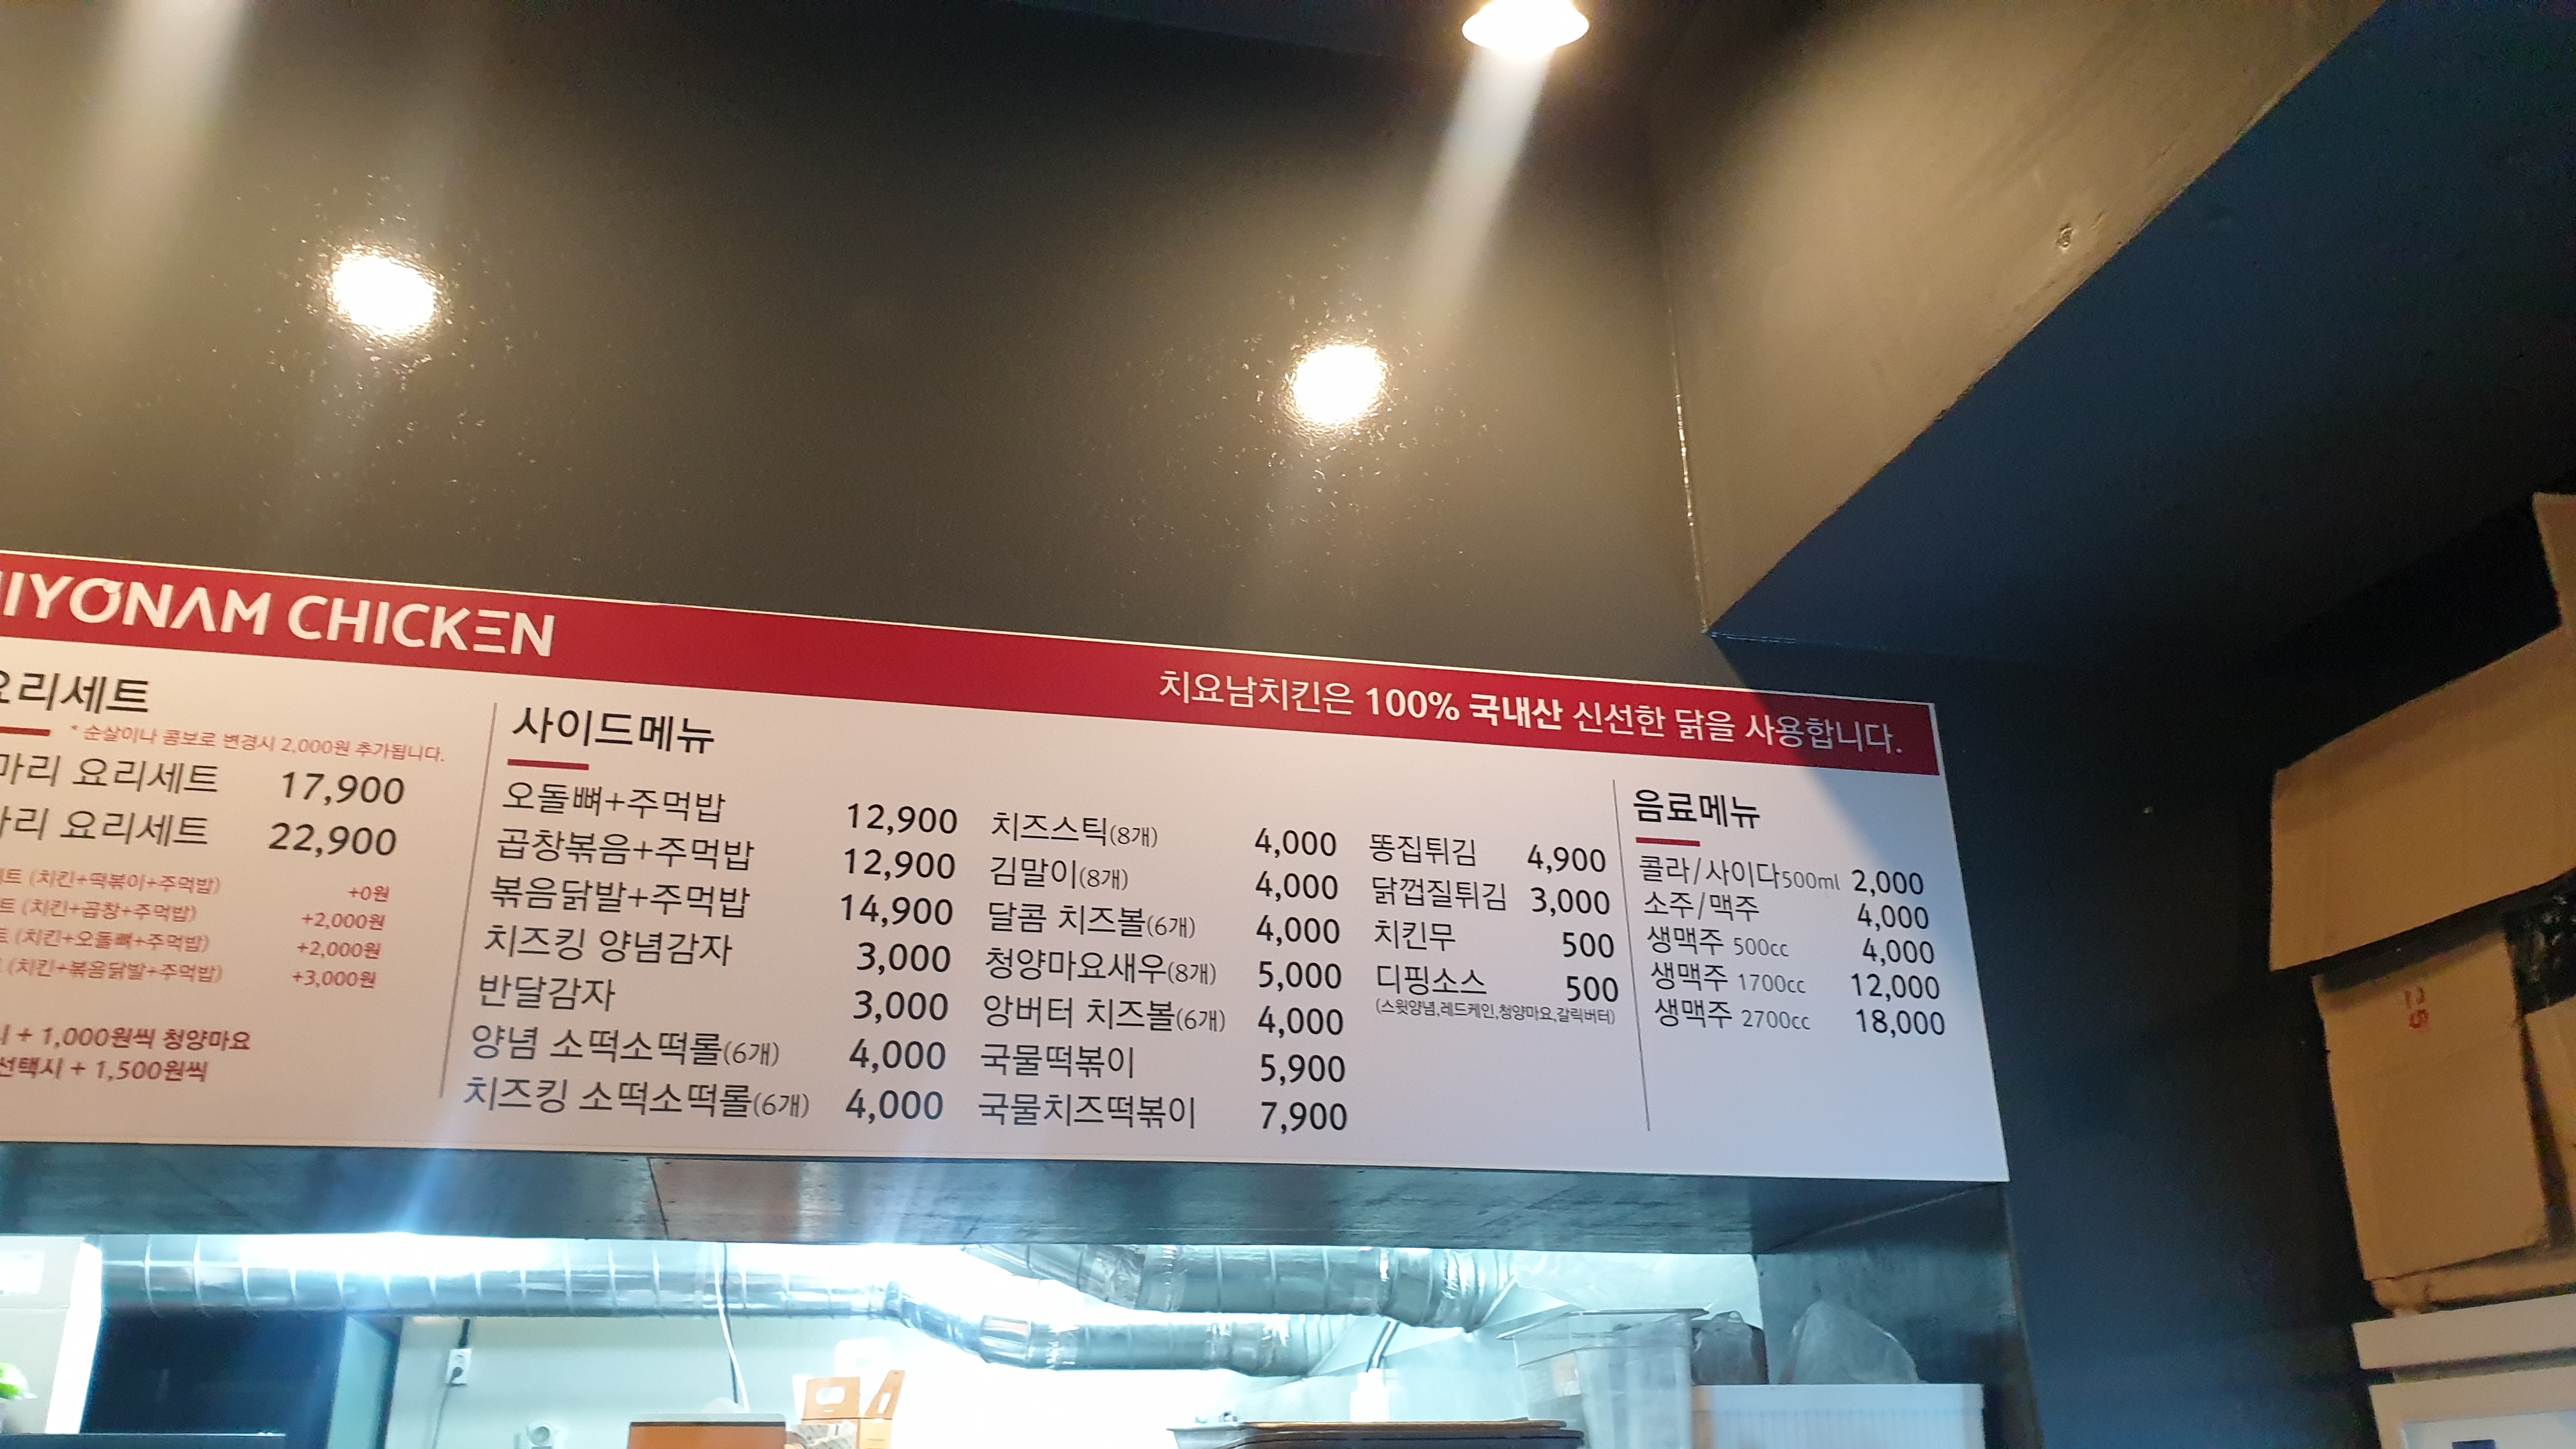 IYONAM CHICKEN
치요남치킨은 100% 국내산 신선한 닭을 사용합니다.
요리세트
* 순살이나 콤보로 변경시 2,000원 추가됩니다.
마리 요리세트 17,900
마리 요리세트 22,900
트 (치킨+떡볶이+주먹밥) +0원
트 (치킨+곱창+주먹밥) +2,000원
트 (치킨+오돌뼈+주먹밥) +2,000원
(치킨+볶음닭발+주먹밥) +3,000원
시 + 1,000원씩 청양마요
선택시 + 1,500원씩
사이드메뉴
오돌뼈+주먹밥 12,900
곱창볶음+주먹밥 12,900
볶음닭발+주먹밥 14,900
치즈킹 양념감자 3,000
반달감자 3,000
양념 소떡소떡롤(6개) 4,000
치즈킹 소떡소떡롤(6개) 4,000
치즈스틱(8개) 4,000
김말이(8개) 4,000
달콤 치즈볼(6개) 4,000
청양마요새우(8개) 5,000
앙버터 치즈볼(6개) 4,000
국물떡볶이 5,900
국물치즈떡볶이 7,900
똥집튀김 4,900
닭껍질튀김 3,000
치킨무 500
디핑소스 500
(스윗양념,레드케인,청양마요,갈릭버터)
음료메뉴
콜라/사이다500ml 2,000
소주/맥주 4,000
생맥주 500cc 4,000
생맥주 1700cc 12,000
생맥주 2700cc 18,000
25